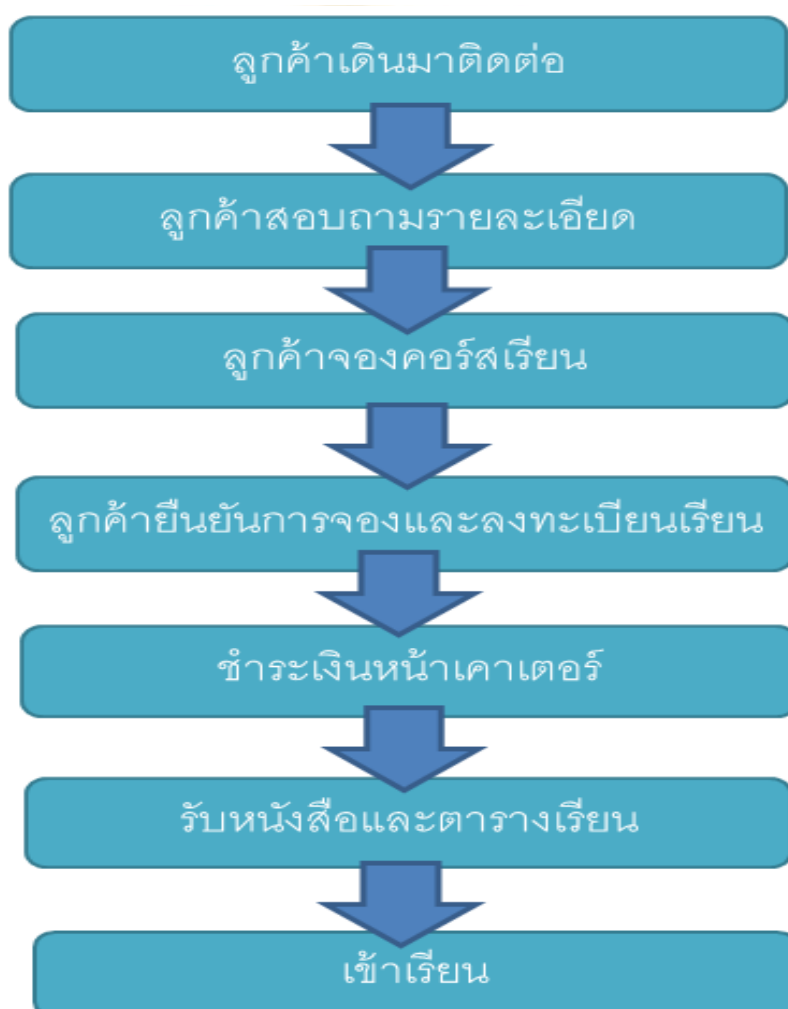 ลูกค้าเดินมาติดต่อ
ลูกค้าสอบถามรายละเอียด
ลูกค้าจองคอร์สเรียน
ลูกค้ายืนยันการจองและลงทะเบียนเรียน
ชำระเงินหน้าเคาเตอร์
รับหนังสือและตารางเรียน
เข้าเรียน